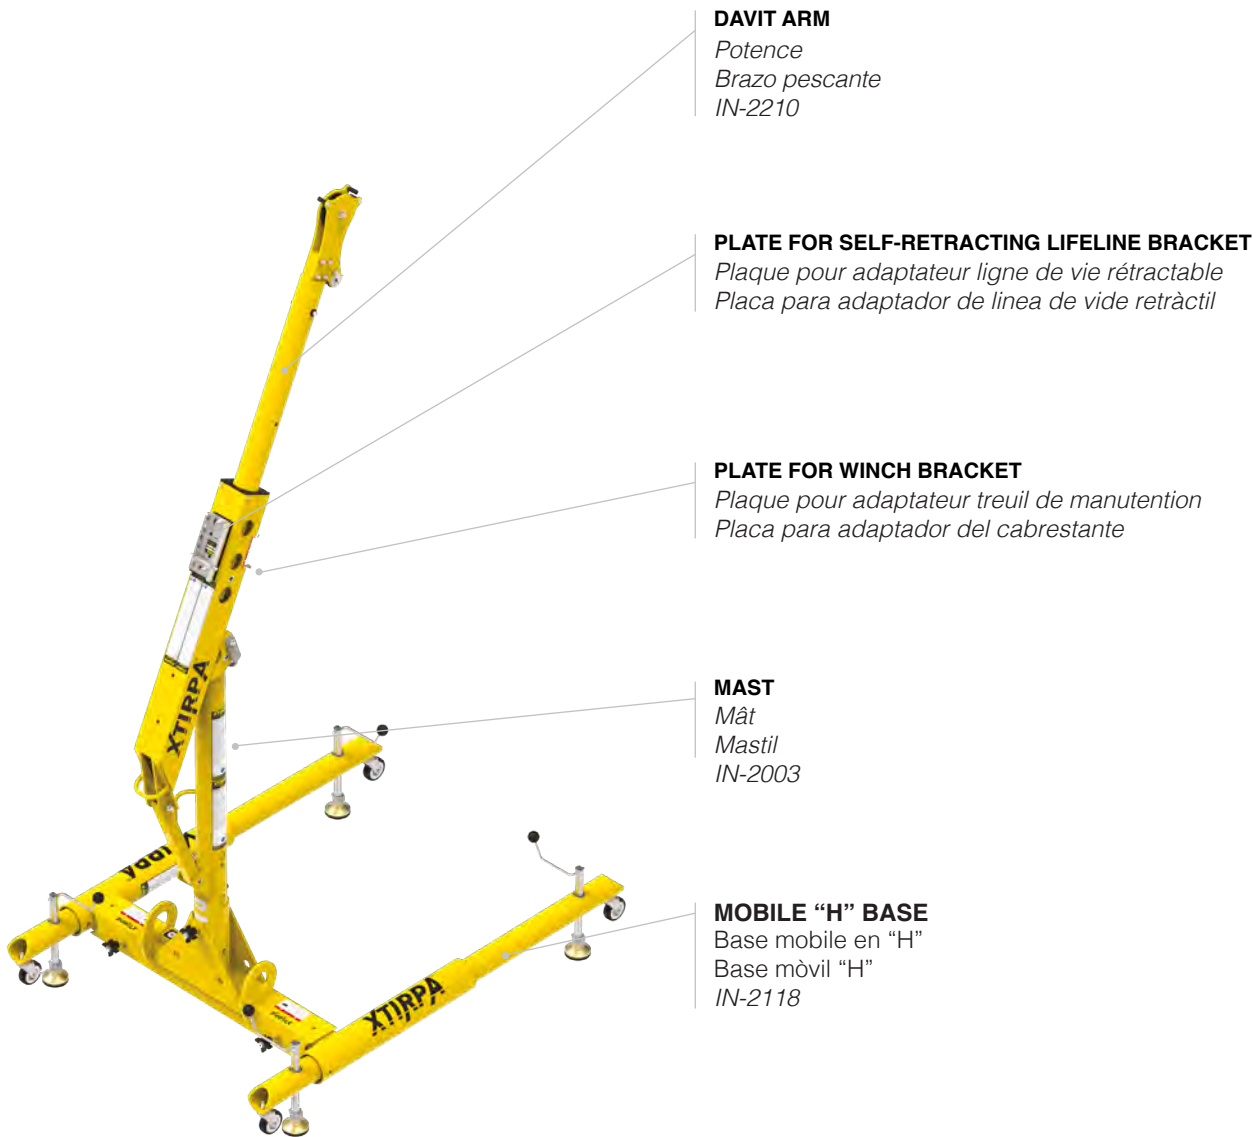 DAVIT ARM
Potence
Brazo pescante
IN-2210
PLATE FOR SELF-RETRACTING LIFELINE BRACKET
Plaque pour adaptateur ligne de vie rétractable
Placa para adaptador de linea de vide retràctil
PLATE FOR WINCH BRACKET
Plaque pour adaptateur treuil de manutention
Placa para adaptador del cabrestante
XTIRPA
MAST
Mât
Mastil
IN-2003
MOBILE “H” BASE
Base mobile en “H”
Base mòvil “H”
IN-2118
XTIRPA